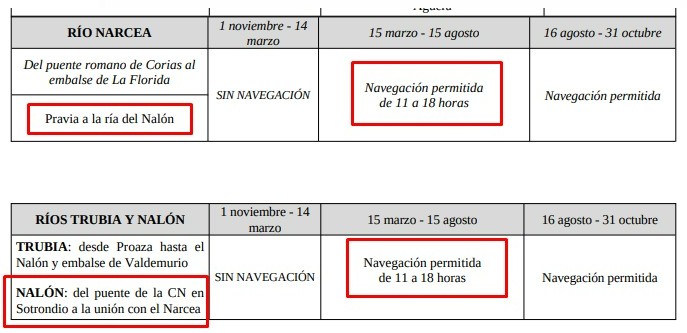 RÍO NARCEA
1 noviembre - 14
marzo
15 marzo - 15 agosto
16 agosto - 31 octubre
Del puente romano de Corias al
embalse de La Florida
Pravia a la ría del Nalón
SIN NAVEGACIÓN
Navegación permitida
de 11 a 18 horas
Navegación permitida
RÍOS TRUBIA Y NALÓN
1 noviembre - 14
marzo
15 marzo - 15 agosto
16 agosto - 31 octubre
TRUBIA: desde Proaza hasta el
Nalón y embalse de Valdemurio
NALÓN: del puente de la CN en
Sotrondio a la unión con el Narcea
SIN NAVEGACIÓN
Navegación permitida
de 11 a 18 horas
Navegación permitida